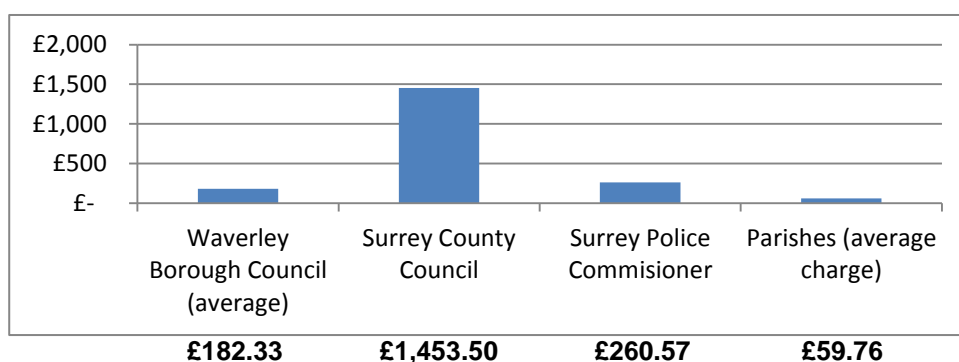 £2,000
£1,500
£1,000
£500
£-
Waverley
Borough Council
(average)
Surrey County
Council
Surrey Police
Commisioner
Parishes (average
charge)
£182.33 £1,453.50 £260.57 £59.76